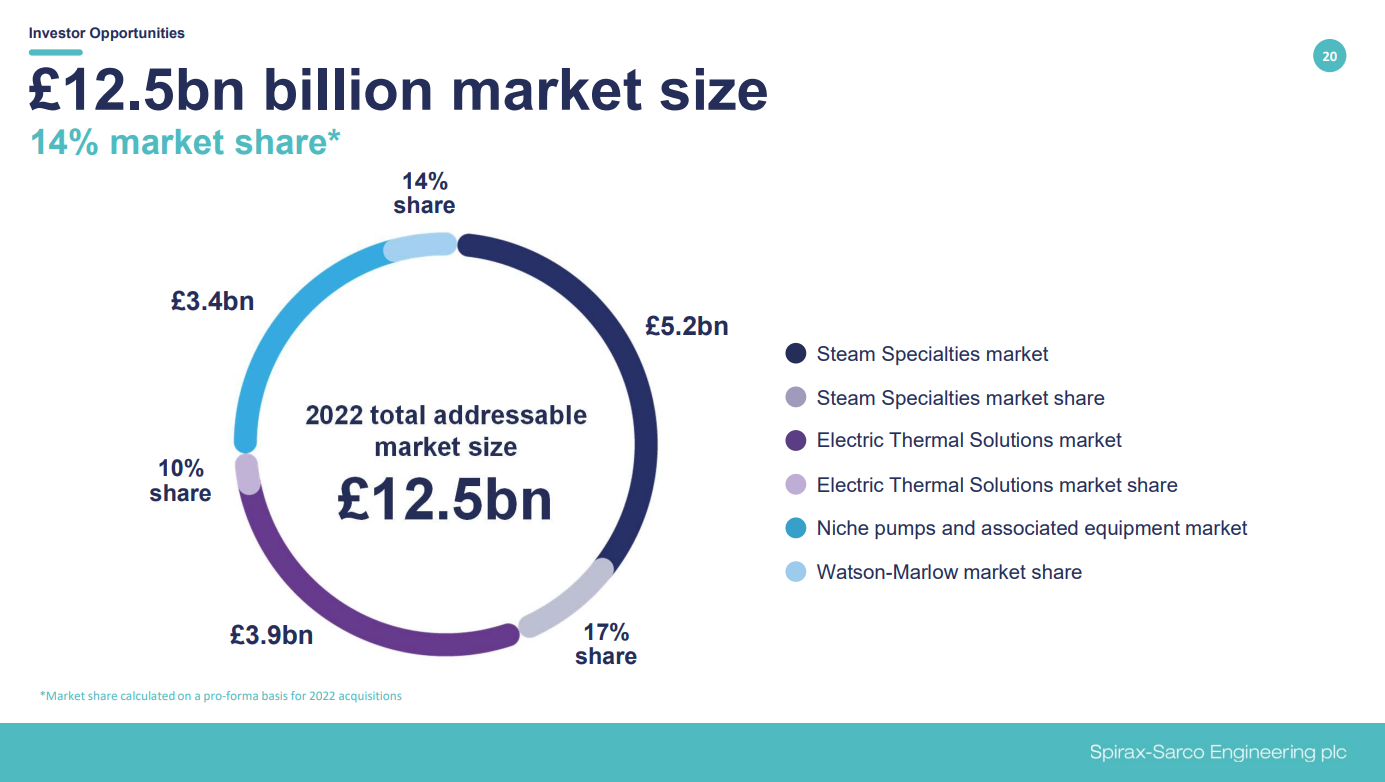 Investor Opportunities
20
£12.5bn billion market size
14% market share*
14%
share
£3.4bn
£5.2bn
2022 total addressable
market size
£12.5bn
10%
share
£3.9bn
17%
share
Steam Specialties market
Steam Specialties market share
Electric Thermal Solutions market
Electric Thermal Solutions market share
Niche pumps and associated equipment market
Watson-Marlow market share
*Market share calculated on a pro-forma basis for 2022 acquisitions
Spirax-Sarco Engineering plc